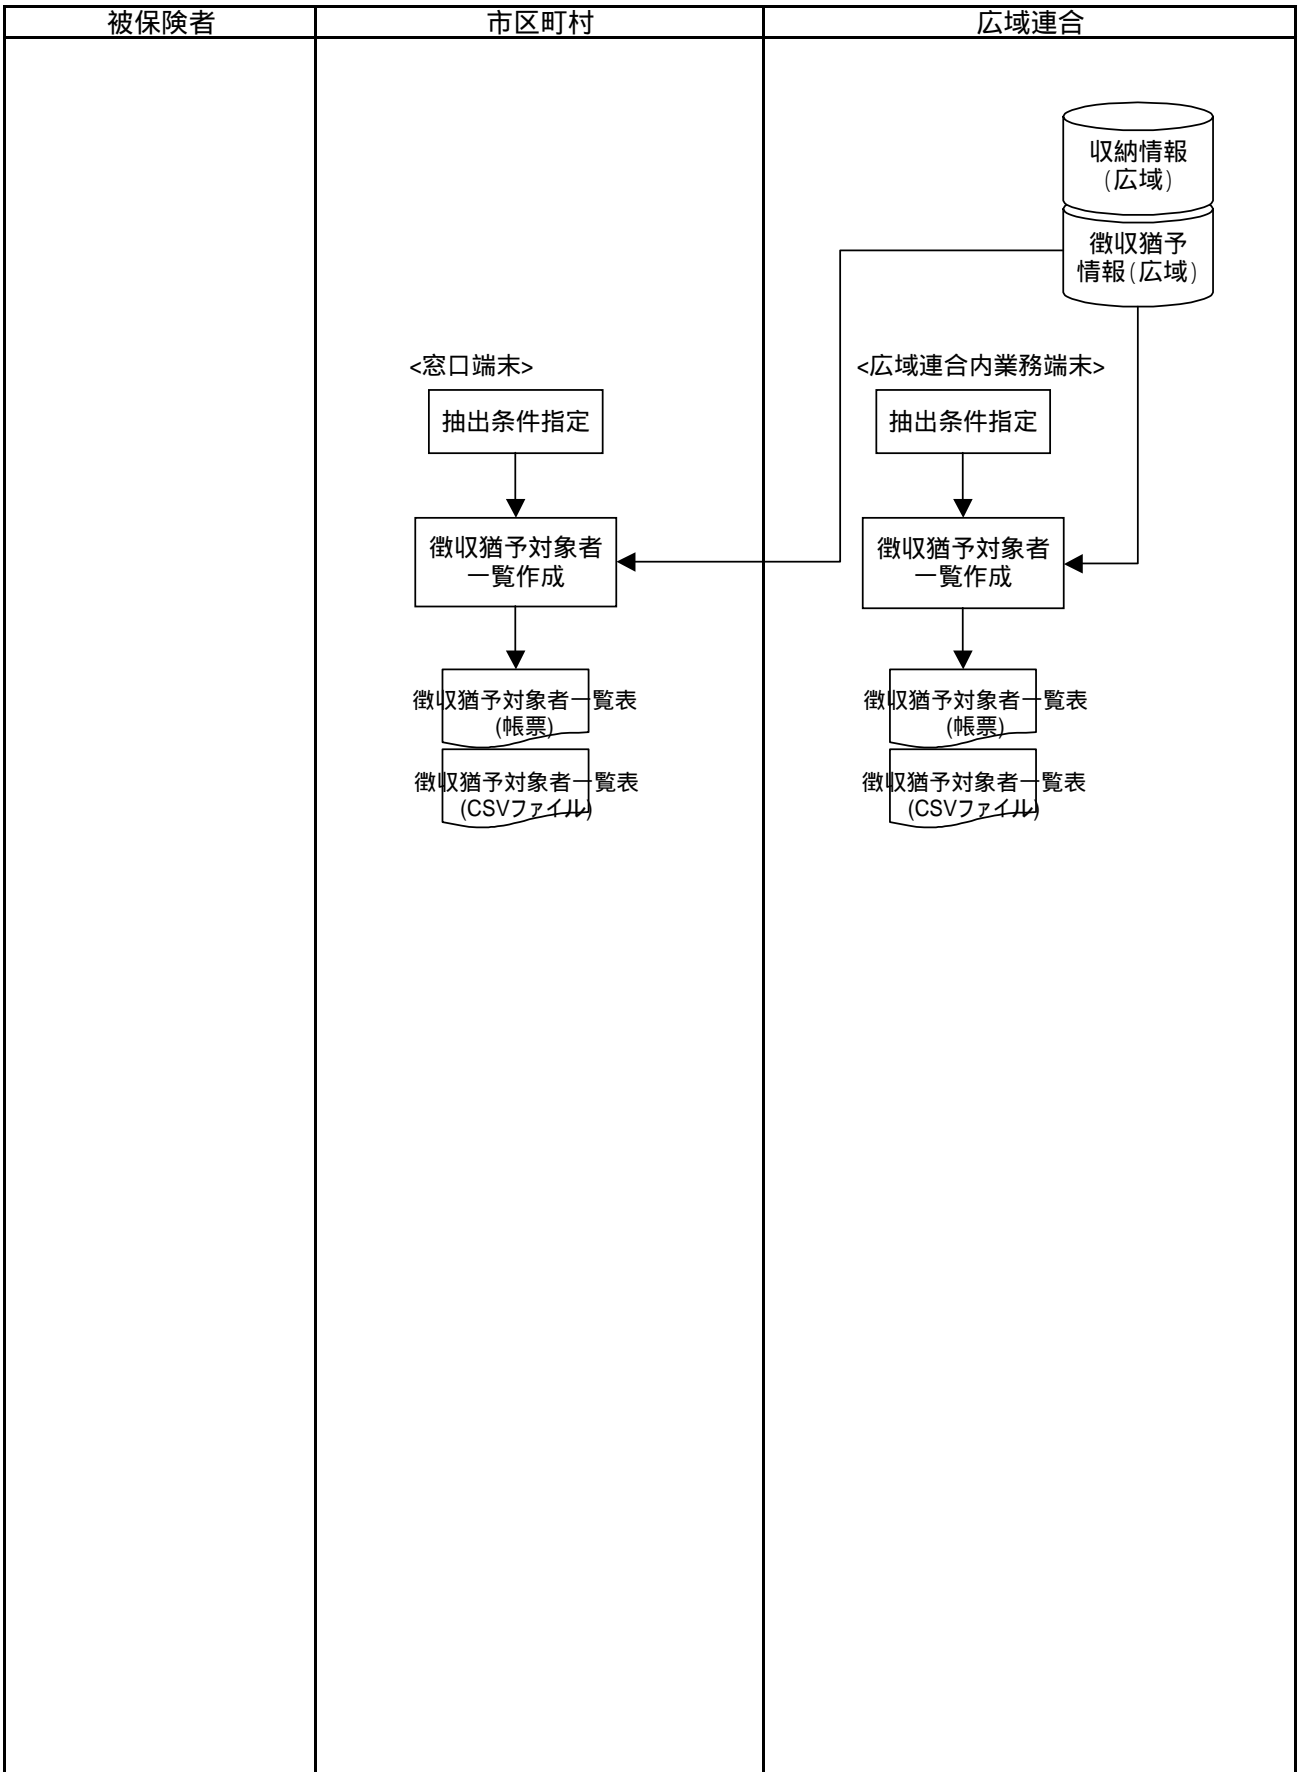 被保険者
市区町村
広域連合
収納情報
(広域)
徴収猶予
情報(広域)
<窓口端末>
抽出条件指定
徴収猶予対象者
一覧作成
徴収猶予対象者一覧表
(帳票)
徴収猶予対象者一覧表
(CSVファイル)
<広域連合内業務端末>
抽出条件指定
徴収猶予対象者
一覧作成
徴収猶予対象者一覧表
(帳票)
徴収猶予対象者一覧表
(CSVファイル)